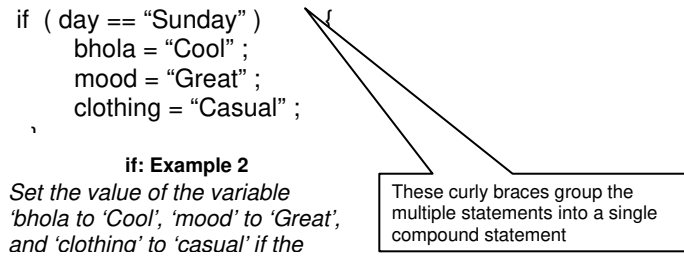 if ( day == “Sunday” ) {
bhola = “Cool” ;
mood = “Great” ;
clothing = “Casual” ;
}
if: Example 2
Set the value of the variable
‘bhola to ‘Cool’, ‘mood’ to ‘Great’,
and ‘clothing’ to ‘casual’ if the
These curly braces group the
multiple statements into a single
compound statement